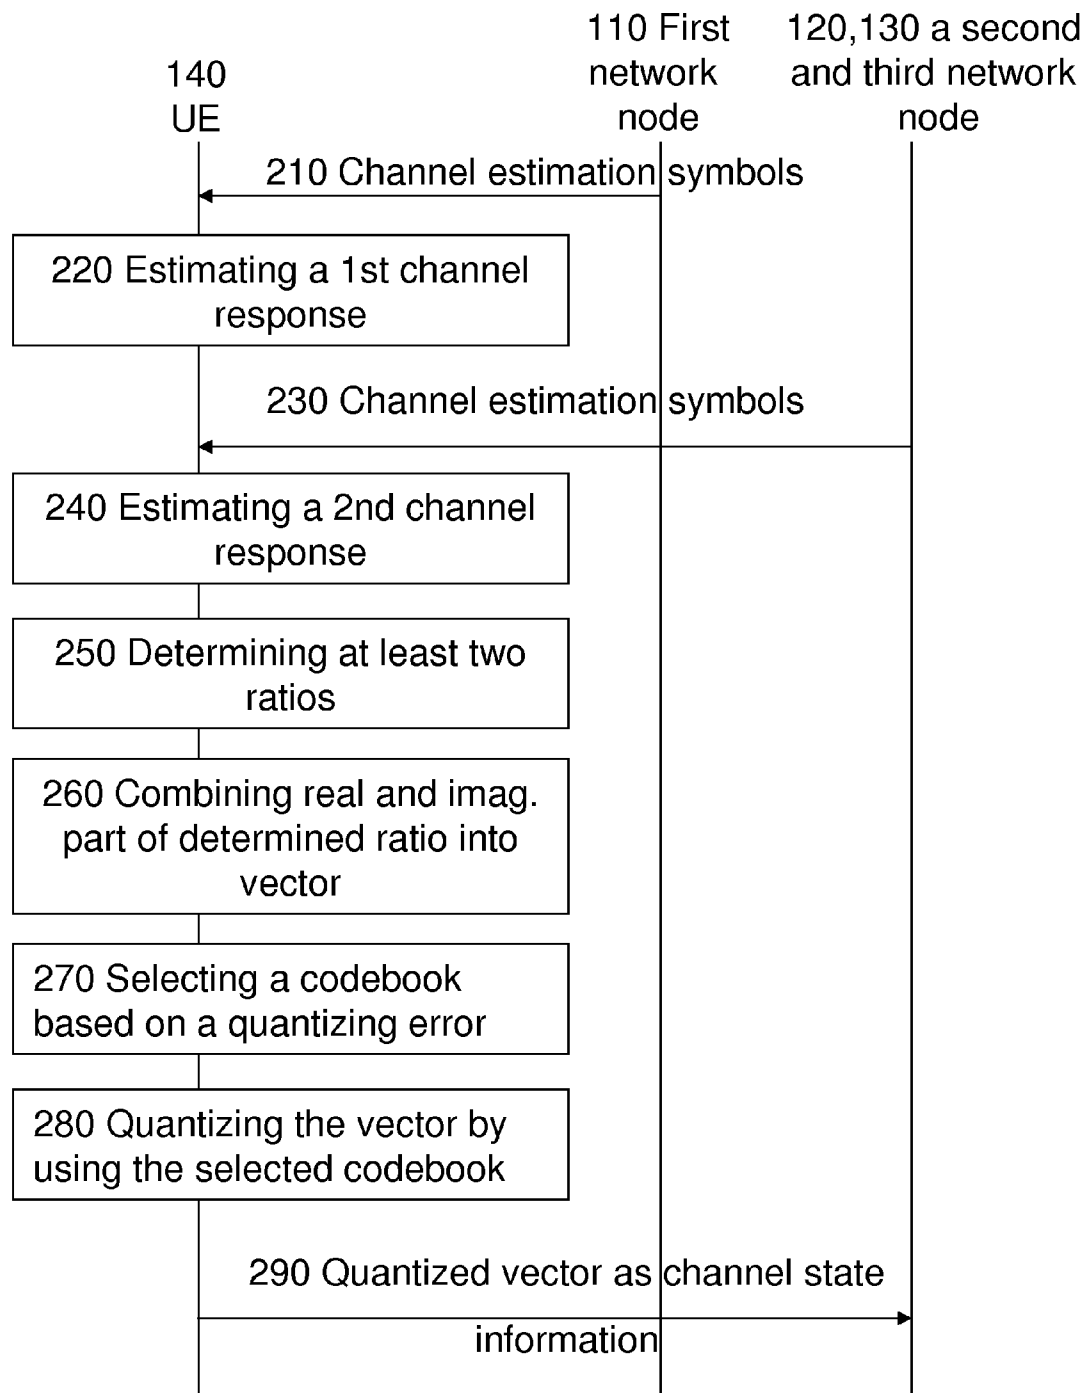 140
UE
110 First
network
node
120,130 a second
and third network
node
210 Channel estimation symbols
220 Estimating a 1st channel
response
230 Channel estimation symbols
240 Estimating a 2nd channel
response
250 Determining at least two
ratios
260 Combining real and imag.
part of determined ratio into
vector
270 Selecting a codebook
based on a quantizing error
280 Quantizing the vector by
using the selected codebook
290 Quantized vector as channel state
information